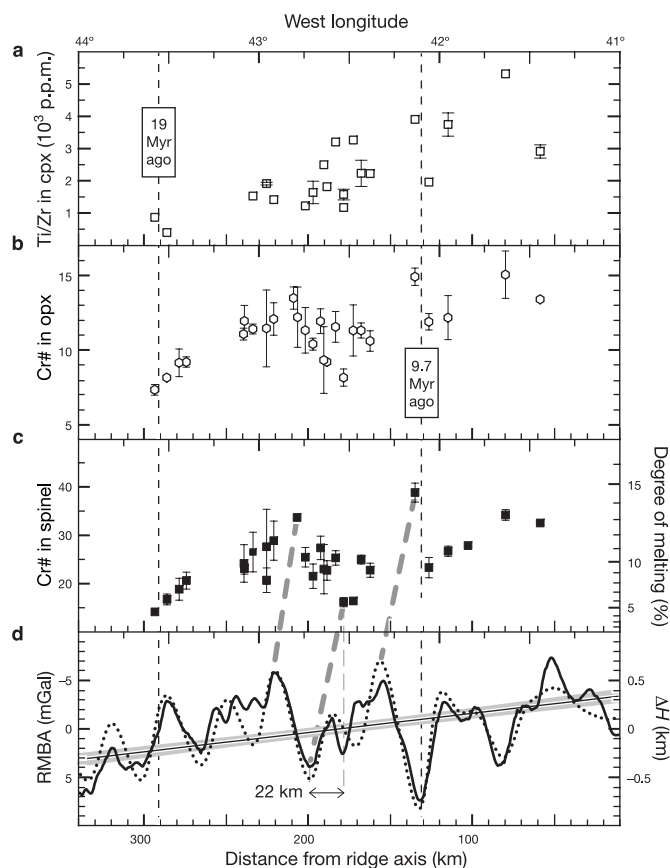 West longitude
44° 43° 42° 41°
a
Ti/Zr in cpx (10³ p.p.m.)
5
4
3
2
1
19
Myr
ago
b
Cr# in opx
15
10
5
9.7
Myr
ago
c
Cr# in spinel
40
30
20
Degree of melting (%)
15
10
5
d
RMBA (mGal)
–5
0
5
ΔH (km)
0.5
0
–0.5
22 km
300 200 100
Distance from ridge axis (km)